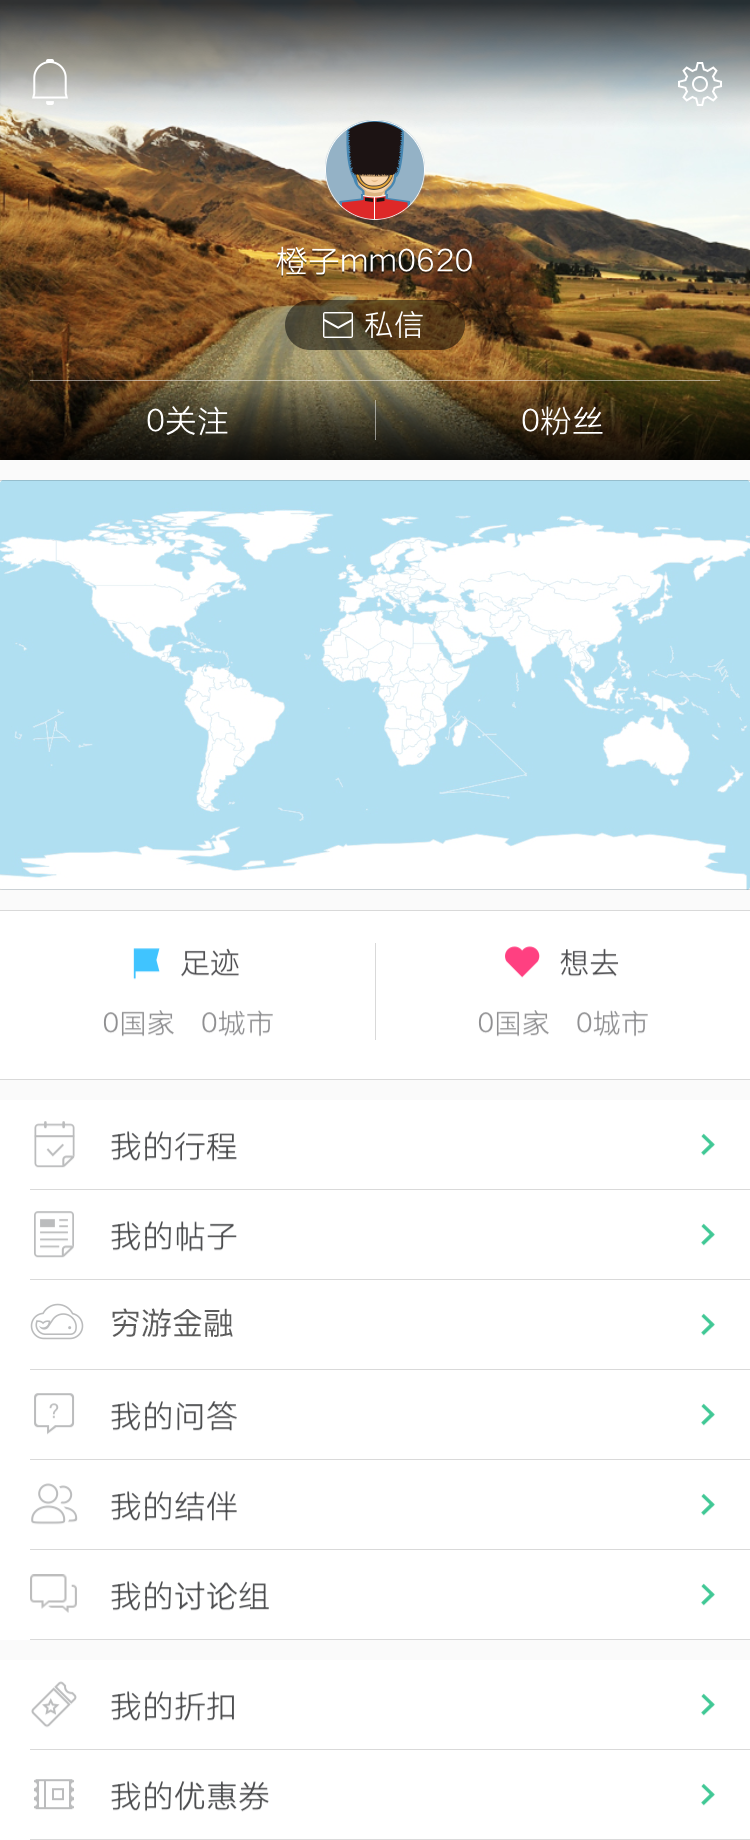 橙子mm0620
私信
0关注 0粉丝
足迹 想去
0国家 0城市 0国家 0城市
我的行程
我的帖子
穷游金融
?
我的问答
我的结伴
我的讨论组
我的折扣
我的优惠券